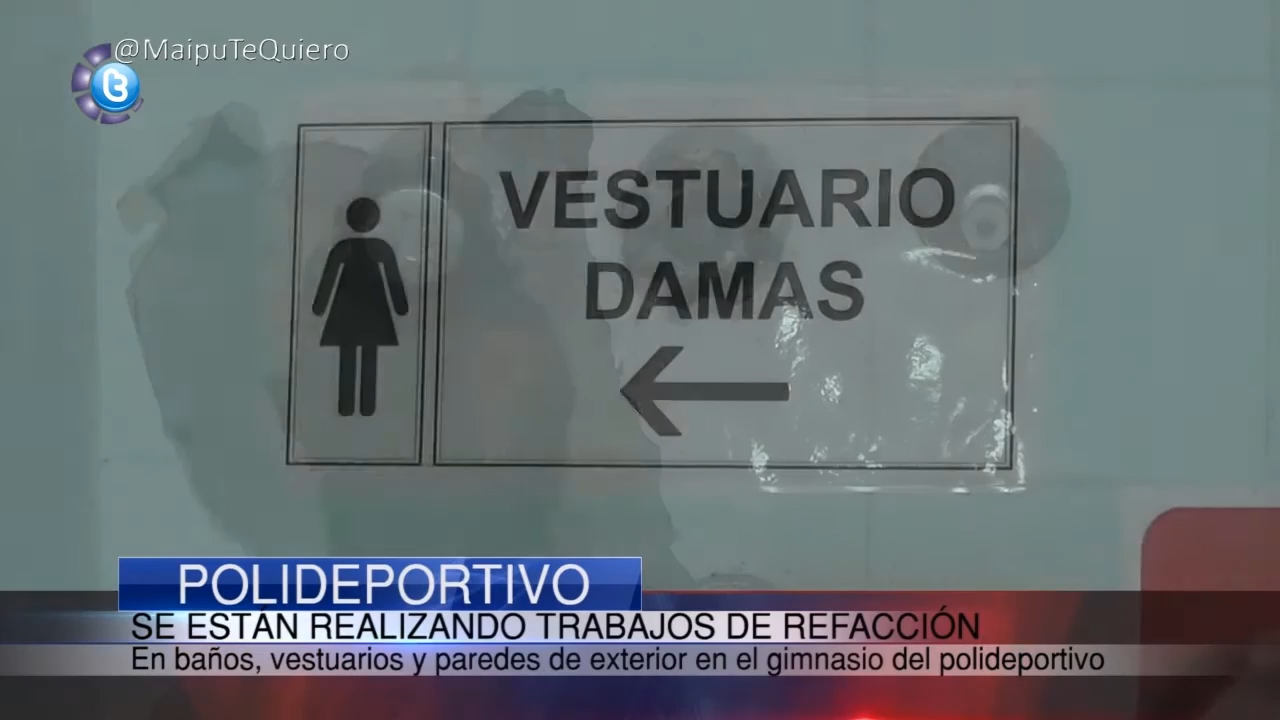 @MaipuTeQuiero
VESTUARIO
DAMAS
POLIDEPORTIVO
SE ESTÁN REALIZANDO TRABAJOS DE REFACCIÓN
En baños, vestuarios y paredes de exterior en el gimnasio del polideportivo